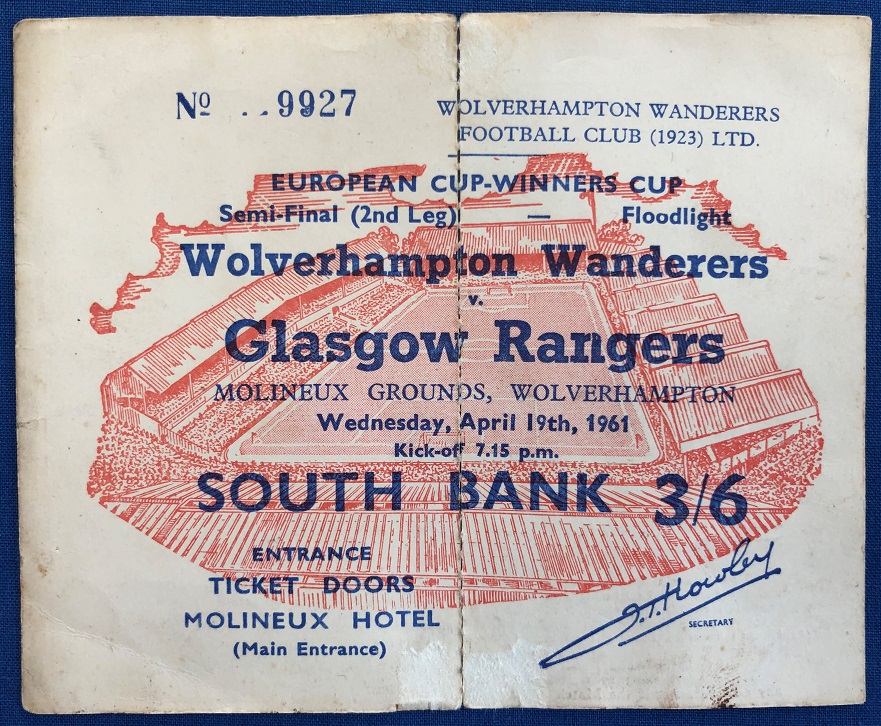 Nº ..9927
WOLVERHAMPTON WANDERERS
FOOTBALL CLUB (1923) LTD.
EUROPEAN CUP-WINNERS CUP
Semi-Final (2nd Leg) — Floodlight
Wolverhampton Wanderers
v.
Glasgow Rangers
MOLINEUX GROUNDS, WOLVERHAMPTON
Wednesday, April 19th, 1961
Kick-off 7.15 p.m.
SOUTH BANK 3/6
ENTRANCE
TICKET DOORS
MOLINEUX HOTEL
(Main Entrance)
J.T. Howley
SECRETARY